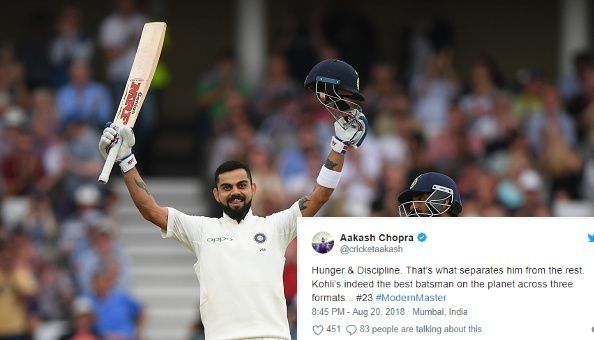 MRF
oppo
Aakash Chopra
@cricketaakash
Hunger & Discipline. That's what separates him from the rest.
Kohli's indeed the best batsman on the planet across three
formats... #23 #ModernMaster
8:45 PM - Aug 20, 2018 · Mumbai, India
451 83 people are talking about this